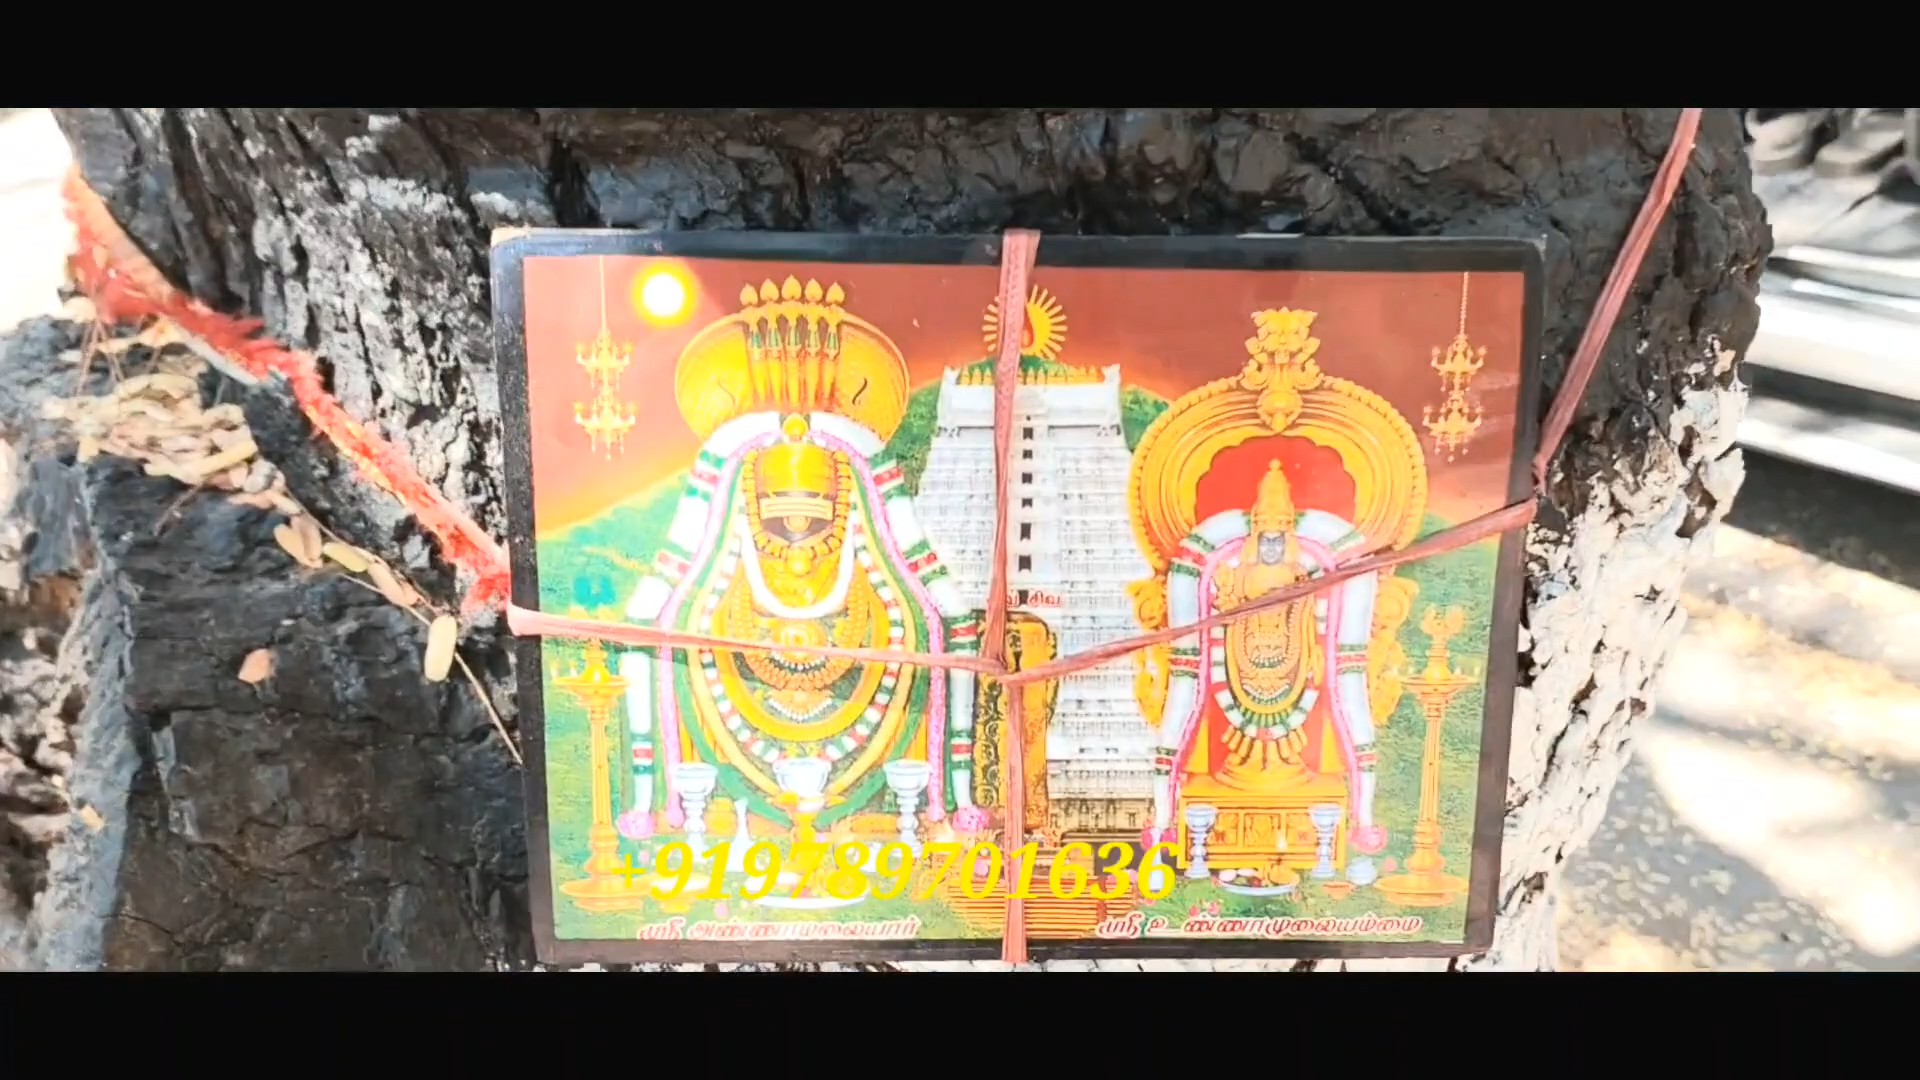 சிவ
+919789701636
ஸ்ரீ அண்ணாமலையார் ஸ்ரீ உண்ணாமுலையம்மை